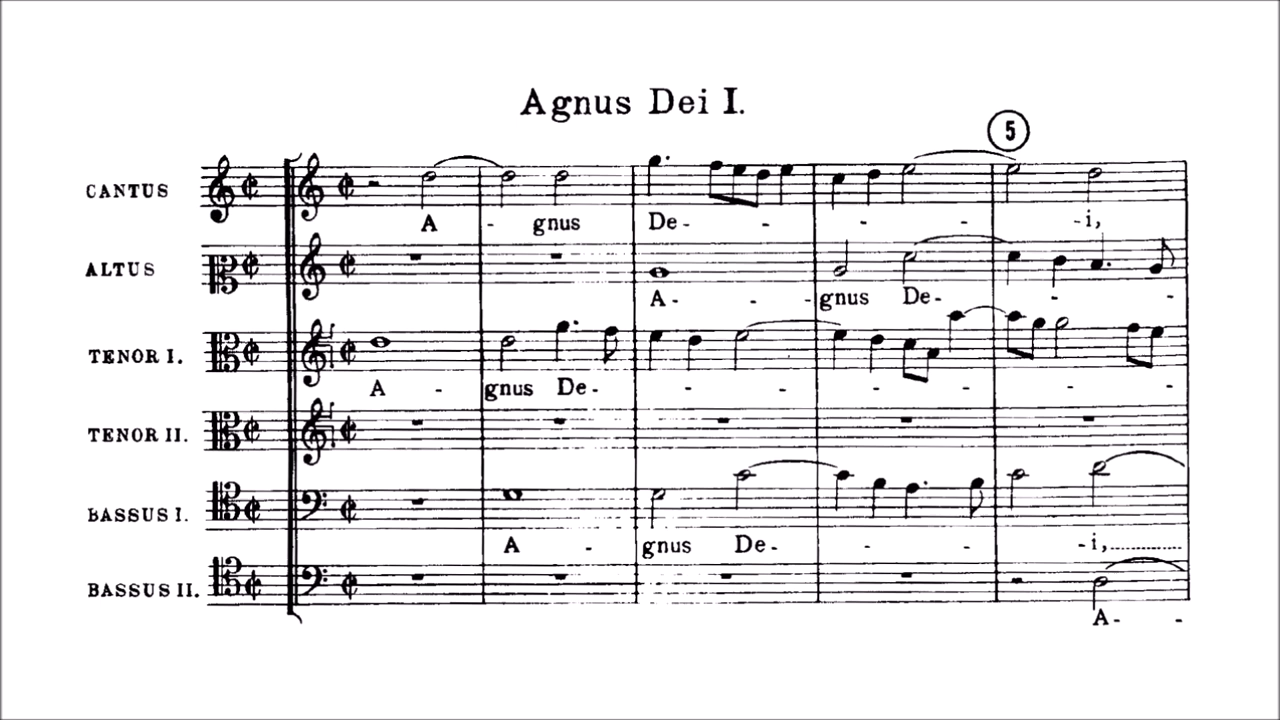 Agnus Dei I.
5
CANTUS
A - gnus De - - - - -i,
ALTUS
A - - - gnus De - - -
TENOR I.
A - gnus De - - - - - - -
TENOR II.
BASSUS I.
A - gnus De - - - -i,............
BASSUS II.
A - -